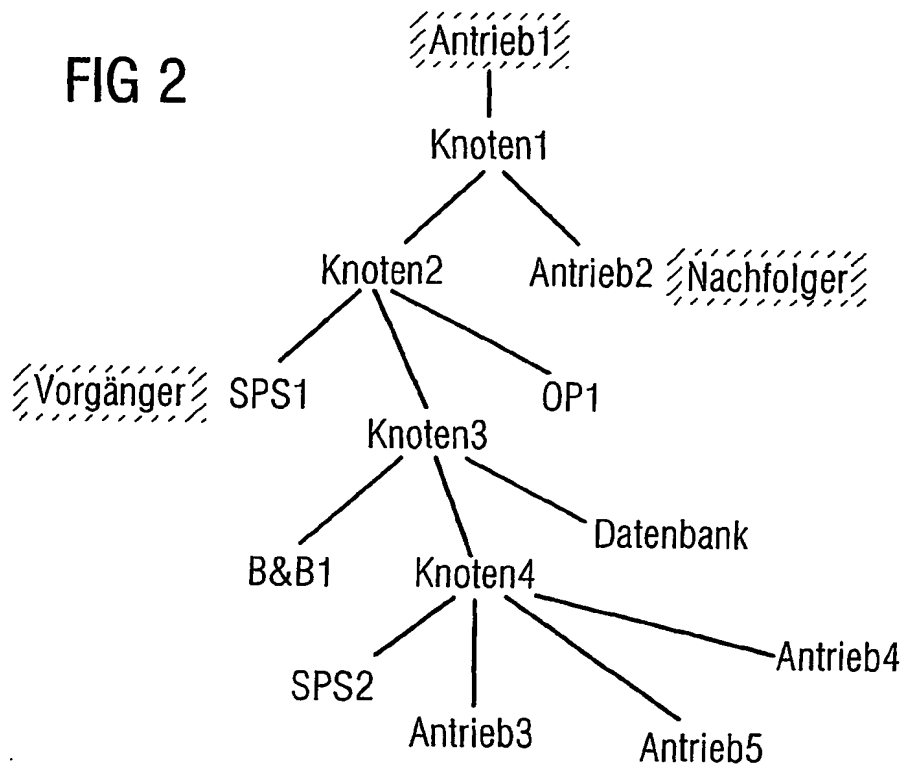 FIG 2
Antrieb1
Knoten1
Knoten2
Antrieb2
Nachfolger
Vorgänger
SPS1
OP1
Knoten3
B&B1
Knoten4
Datenbank
SPS2
Antrieb3
Antrieb5
Antrieb4